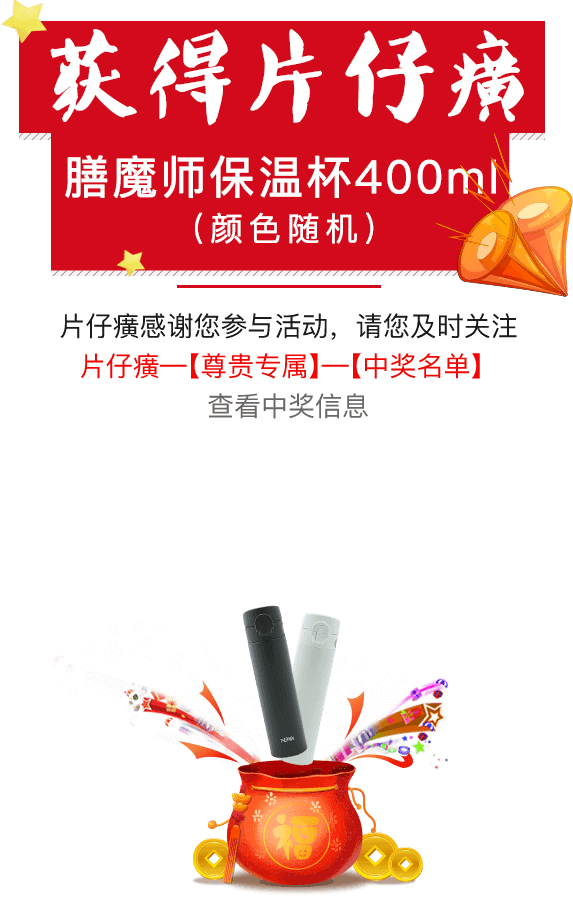 获得片仔癀
膳魔师保温杯400ml
（颜色随机）
片仔癀感谢您参与活动，请您及时关注
片仔癀—【尊贵专属】—【中奖名单】
查看中奖信息
THERMOS
福